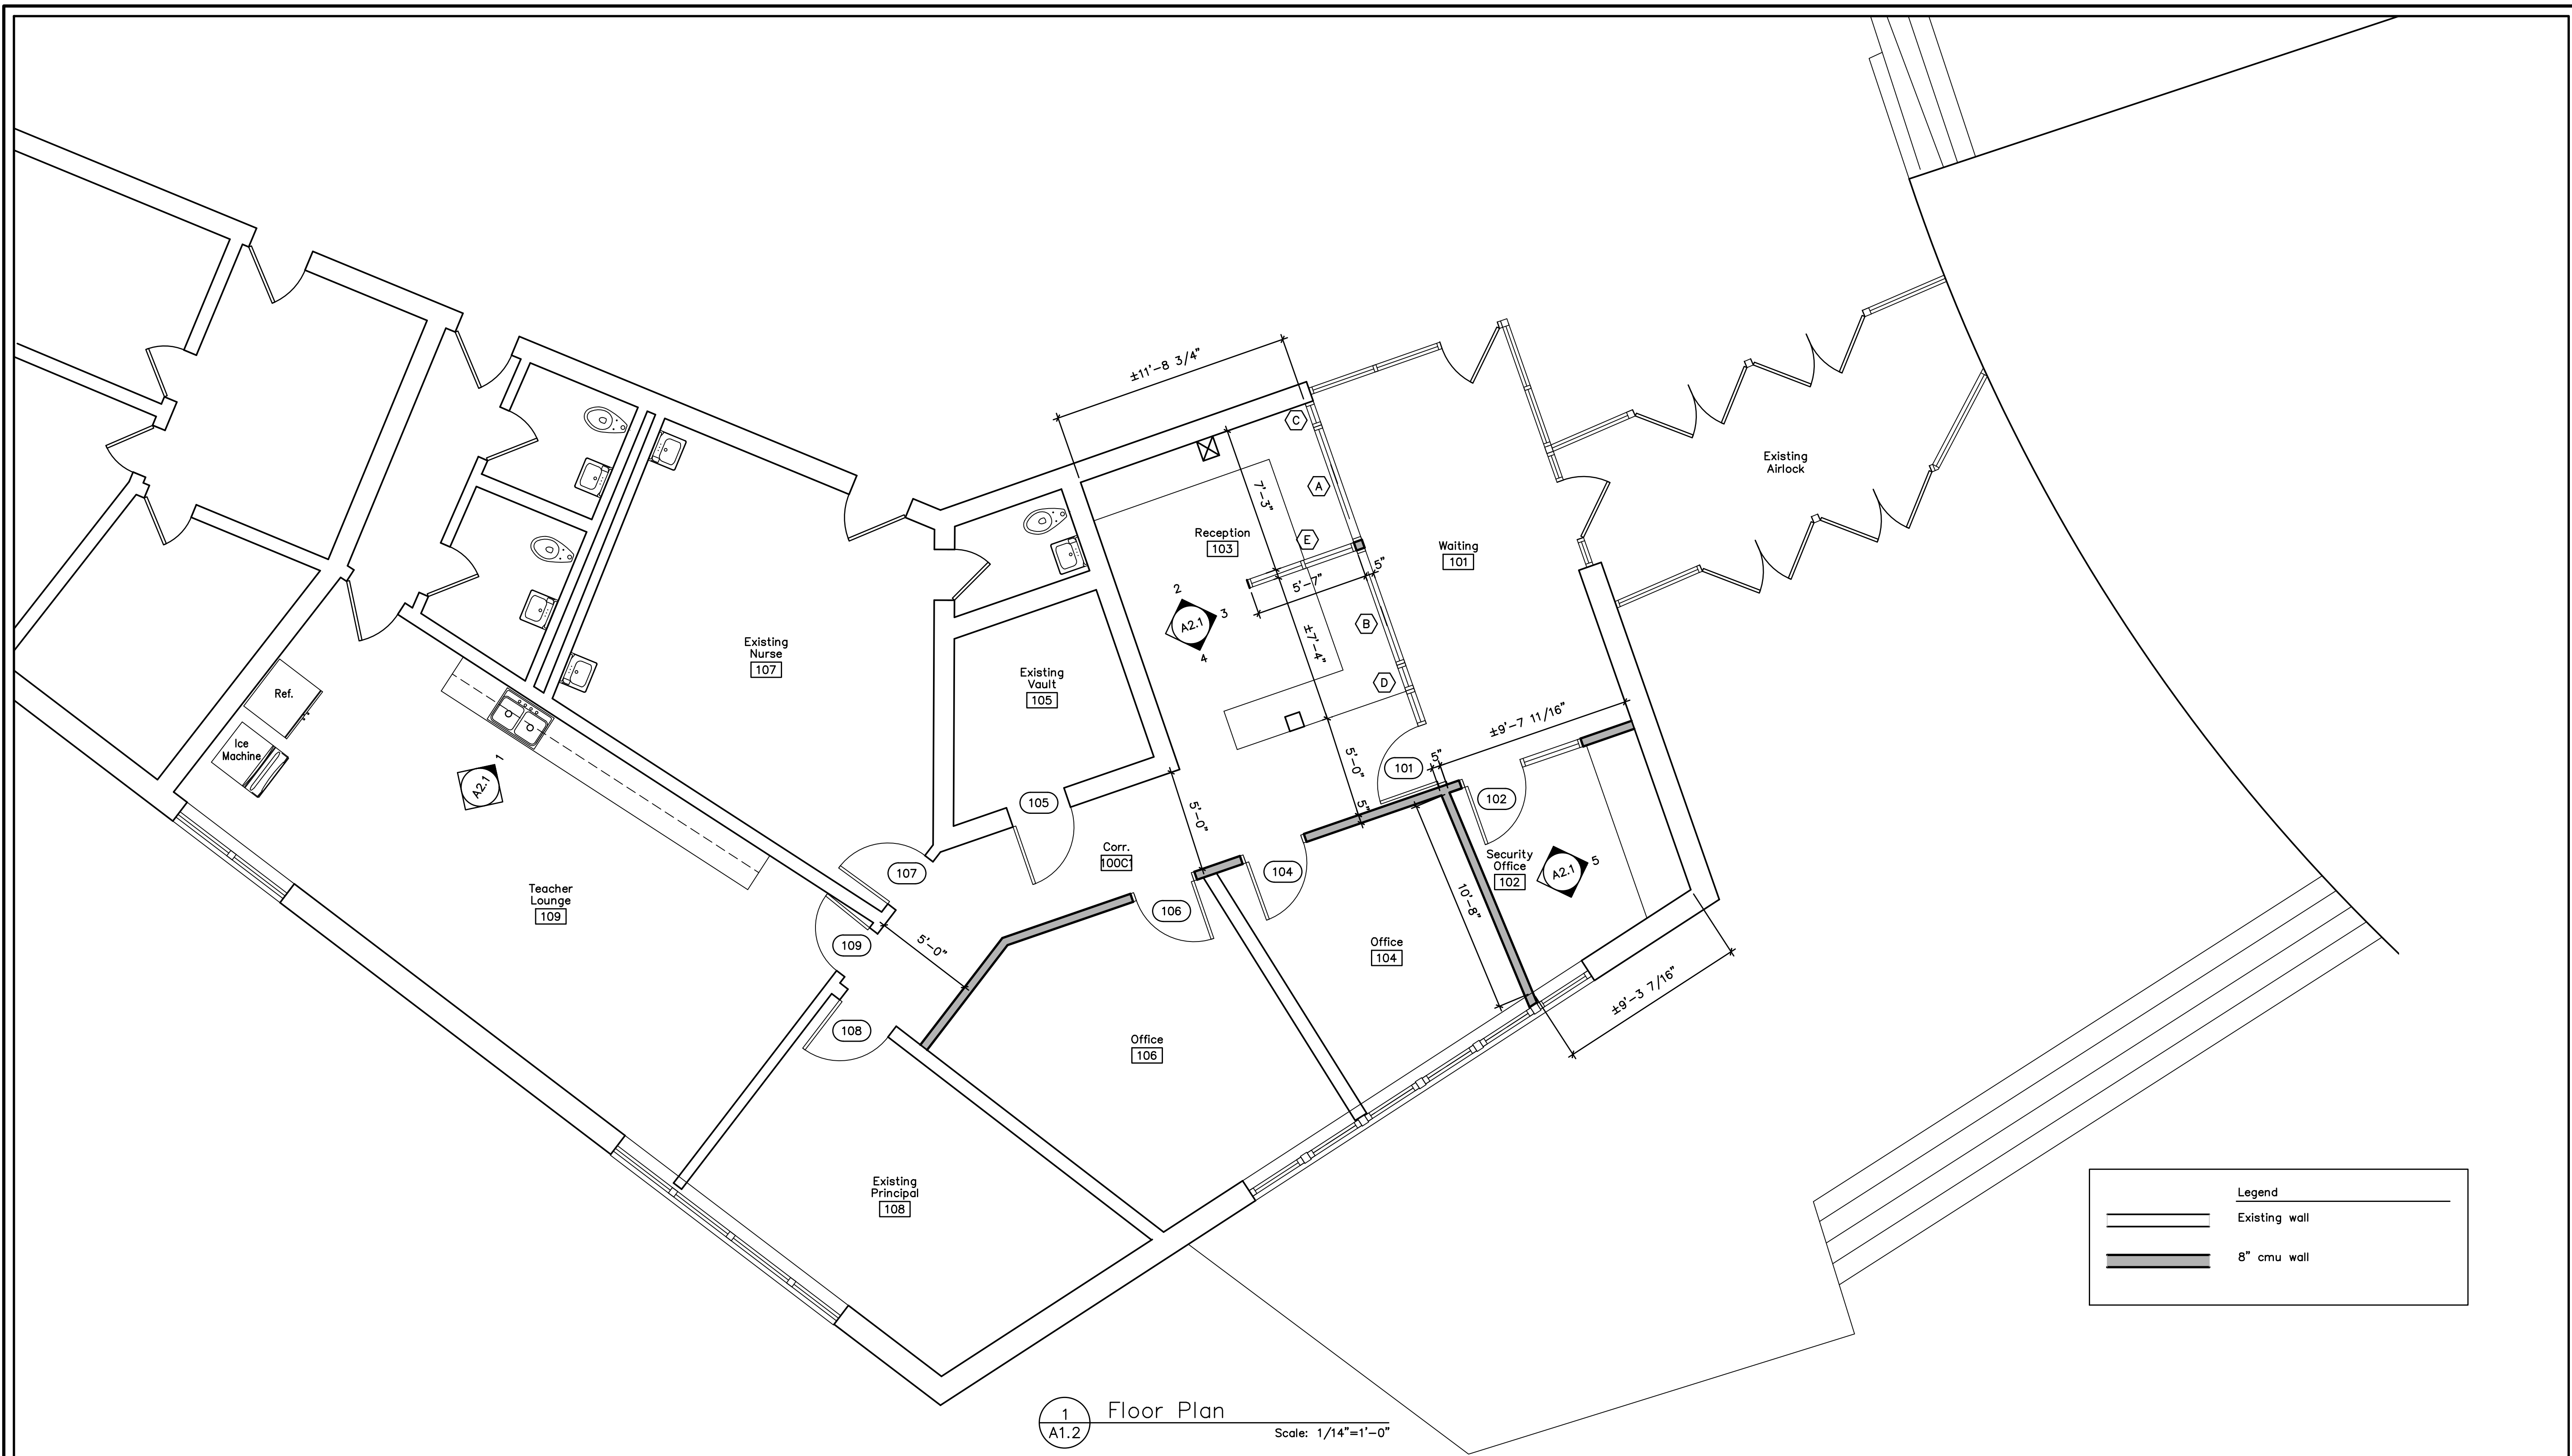 ±11'-8 3/4"
C
A
7'-3"
Existing
Airlock
Reception
103
E
Waiting
101
5"
5'-7"
2
A2.1
3
4
B
±7'-4"
Existing
Nurse
107
Existing
Vault
105
D
Ref.
Ice
Machine
A2.1
1
±9'-7 11/16"
5'-0"
5"
101
102
5"
105
5'-0"
Corr.
100C1
104
Security
Office
102
A2.1
5
107
10'-8"
Teacher
Lounge
109
106
109
5'-0"
Office
104
±9'-3 7/16"
108
Office
106
Existing
Principal
108
Legend
Existing wall
8" cmu wall
1
A1.2
Floor Plan
Scale: 1/14"=1'-0"